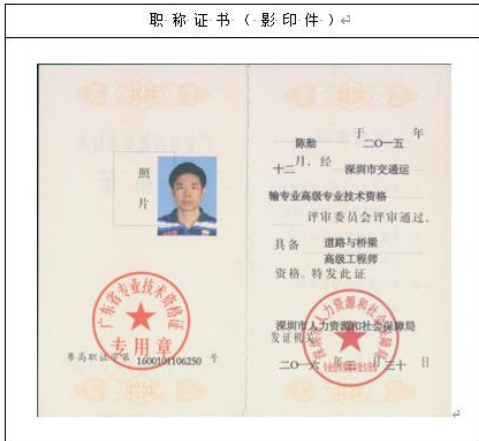 职称证书（影印件）
照
片
广东省专业技术资格证
专用章
粤高职证字第 1600101106250 号
陈勋 于 二〇一五 年
十二 月，经 深圳市交通运
输专业高级专业技术资格
评审委员会评审通过，
具备 道路与桥梁
高级工程师
资格。特发此证
深圳市人力资源和社会保障局
发证机关
二〇一六 年 三 月 三十 日